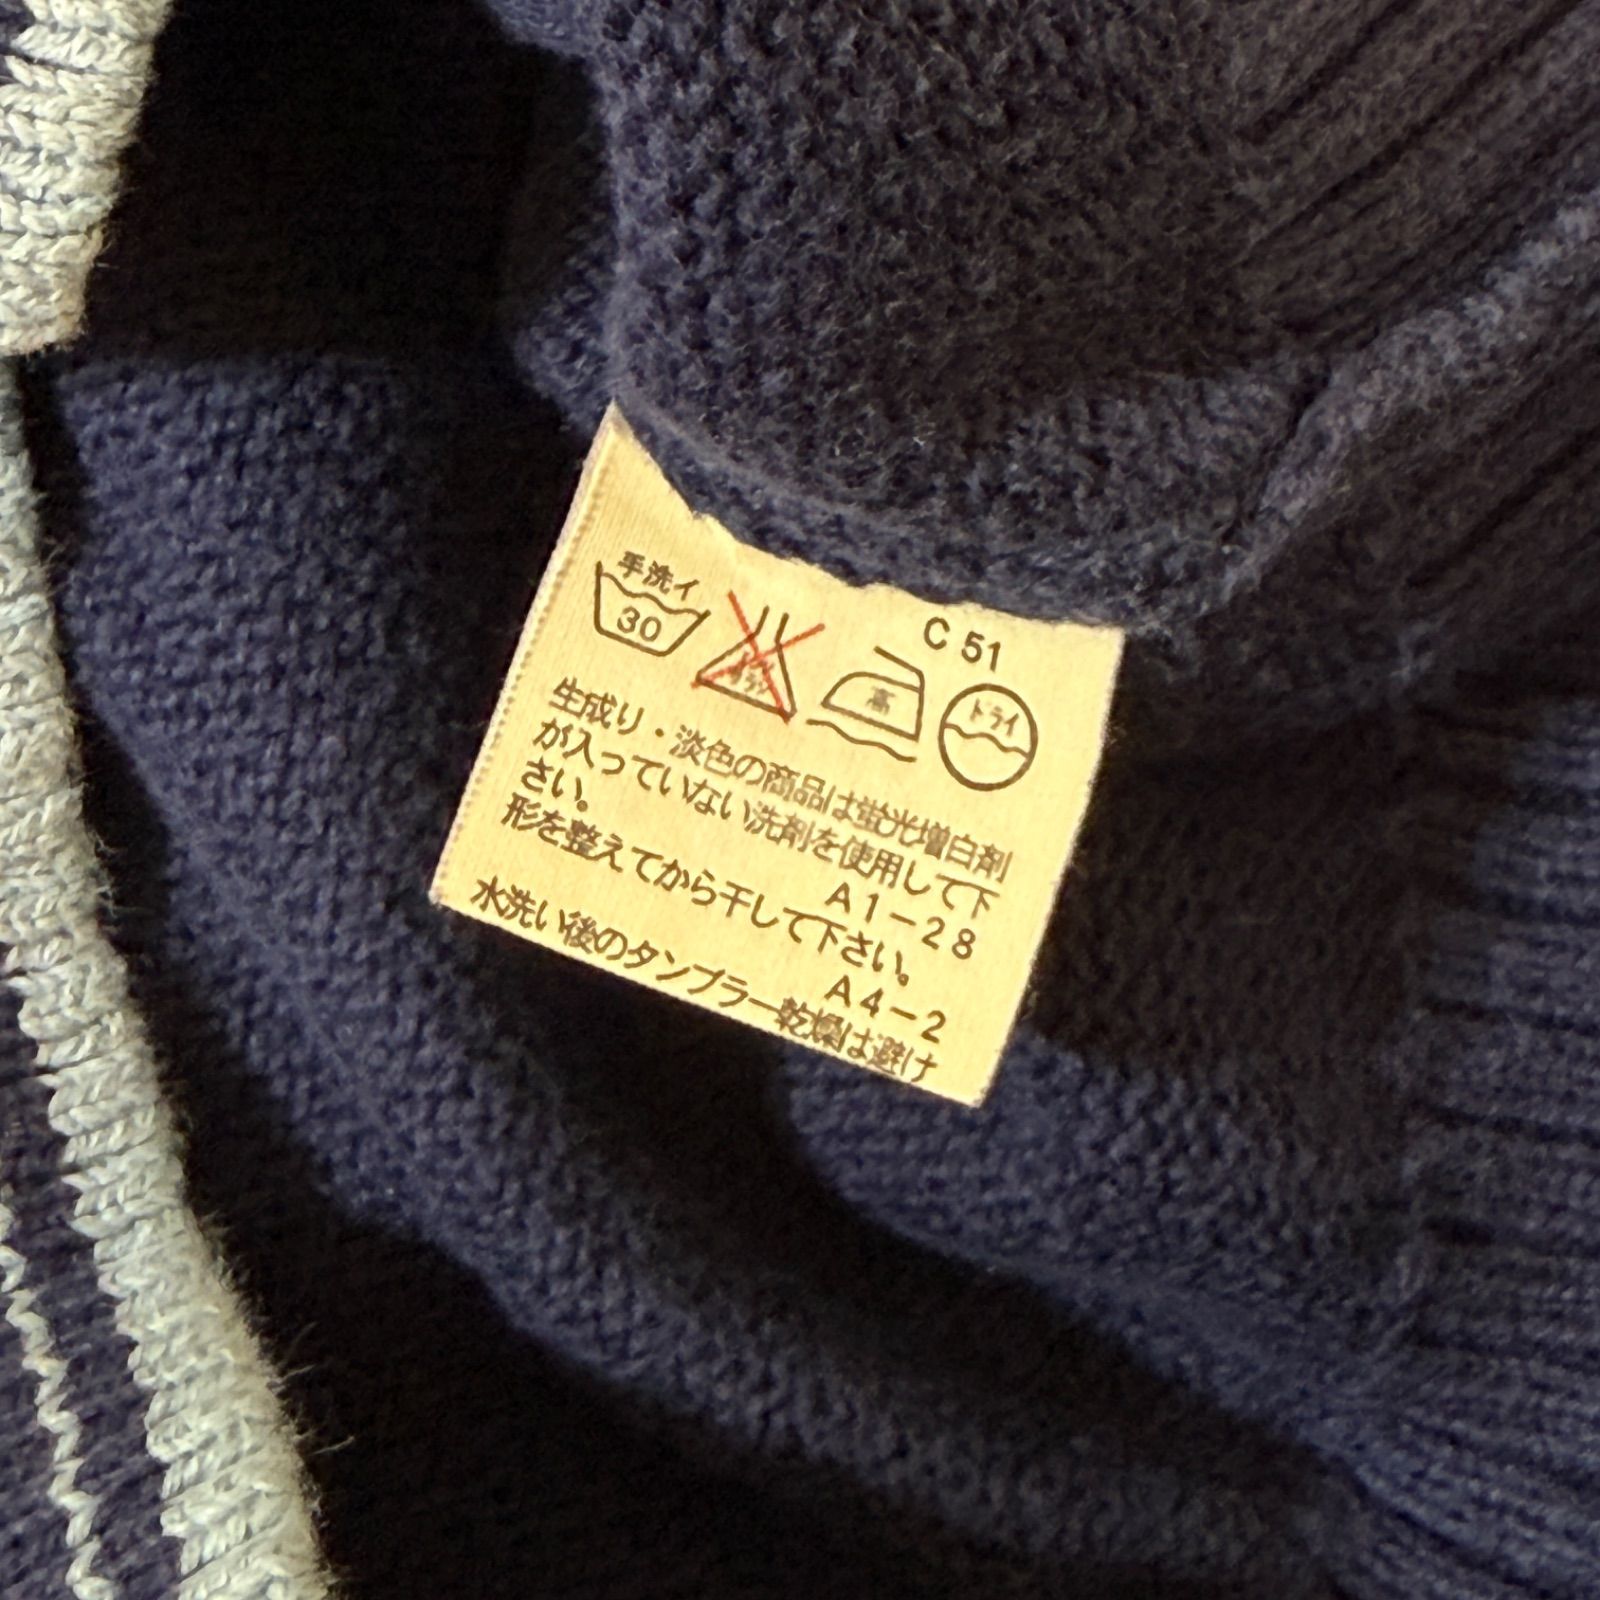 C 51
手洗イ
30
高
ドライ
生成り・淡色の商品は蛍光増白剤
が入っていない洗剤を使用して下
さい。
A1-28
形を整えてから干して下さい。
A4-2
水洗い後のタンブラー乾燥は避け